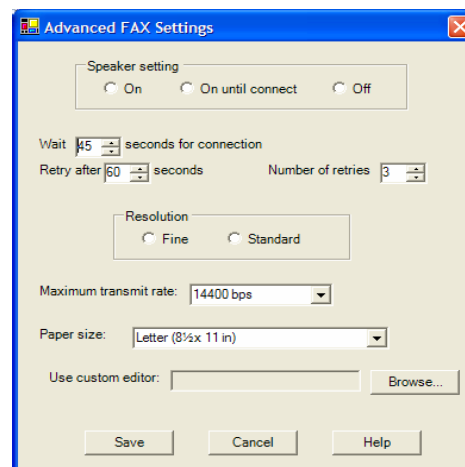 Advanced FAX Settings
Speaker setting
On On until connect Off
Wait 45 seconds for connection
Retry after 60 seconds Number of retries 3
Resolution
Fine Standard
Maximum transmit rate: 14400 bps
Paper size: Letter (8½x 11 in)
Use custom editor: Browse...
Save Cancel Help